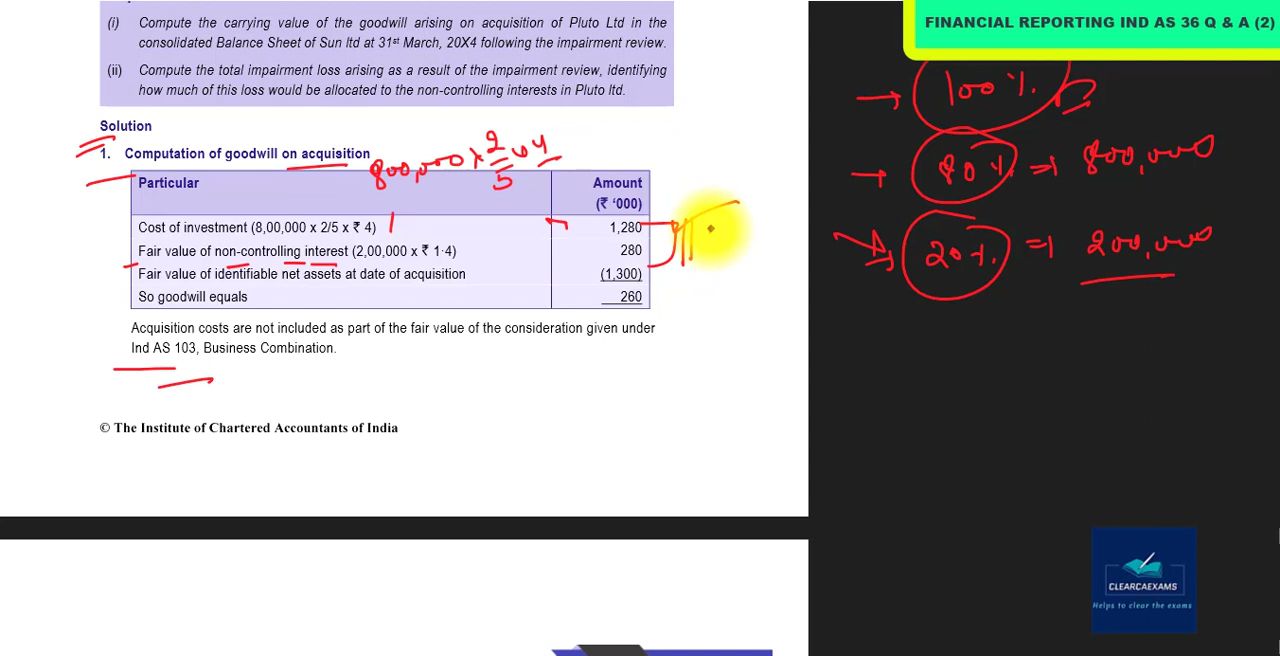 (i) Compute the carrying value of the goodwill arising on acquisition of Pluto Ltd in the
consolidated Balance Sheet of Sun ltd at 31st March, 20X4 following the impairment review.
(ii) Compute the total impairment loss arising as a result of the impairment review, identifying
how much of this loss would be allocated to the non-controlling interests in Pluto ltd.
Solution
1. Computation of goodwill on acquisition
800,000 x 2/5 x 4
Particular Amount
(₹ '000)
Cost of investment (8,00,000 x 2/5 x ₹ 4) 1,280
Fair value of non-controlling interest (2,00,000 x ₹ 1·4) 280
Fair value of identifiable net assets at date of acquisition (1,300)
So goodwill equals 260
Acquisition costs are not included as part of the fair value of the consideration given under
Ind AS 103, Business Combination.
© The Institute of Chartered Accountants of India
FINANCIAL REPORTING IND AS 36 Q & A (2)
100%
80% ⇒ 800,000
20% ⇒ 200,000
CLEARCAEXAMS
Helps to clear the exams